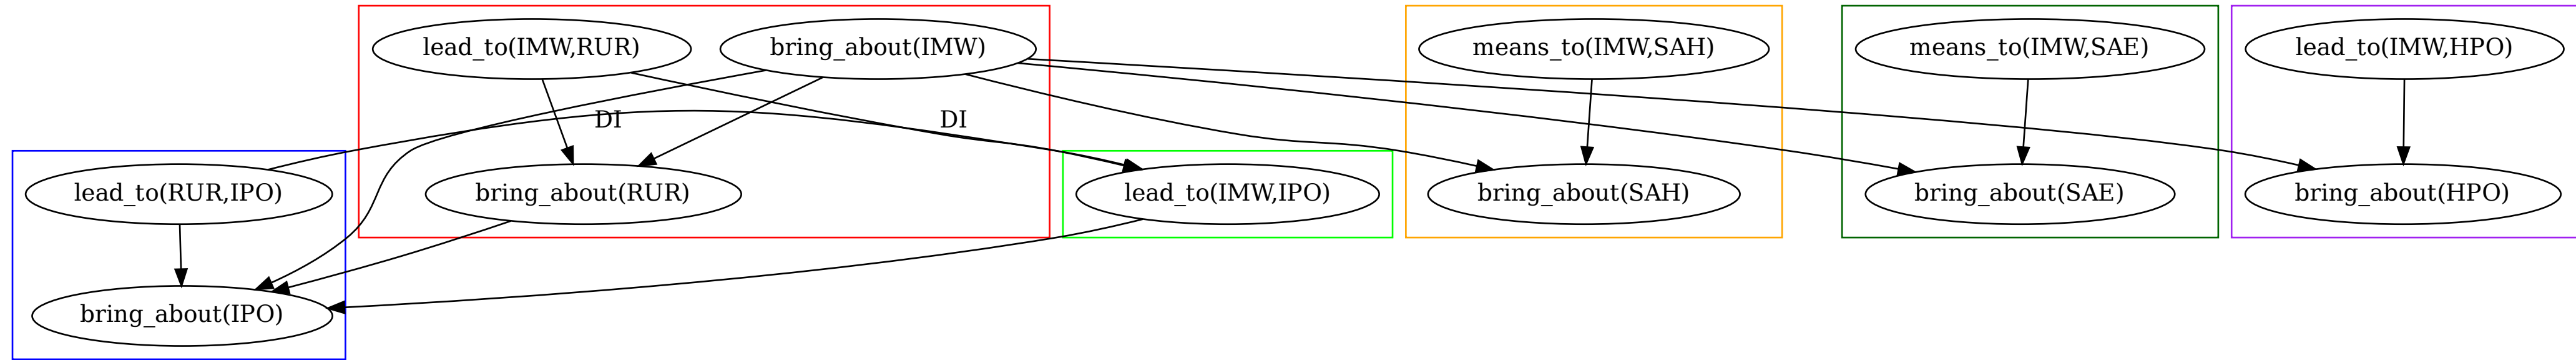 lead_to(IMW,RUR)
bring_about(IMW)
means_to(IMW,SAH)
means_to(IMW,SAE)
lead_to(IMW,HPO)
DI
DI
lead_to(RUR,IPO)
bring_about(RUR)
lead_to(IMW,IPO)
bring_about(SAH)
bring_about(SAE)
bring_about(HPO)
bring_about(IPO)